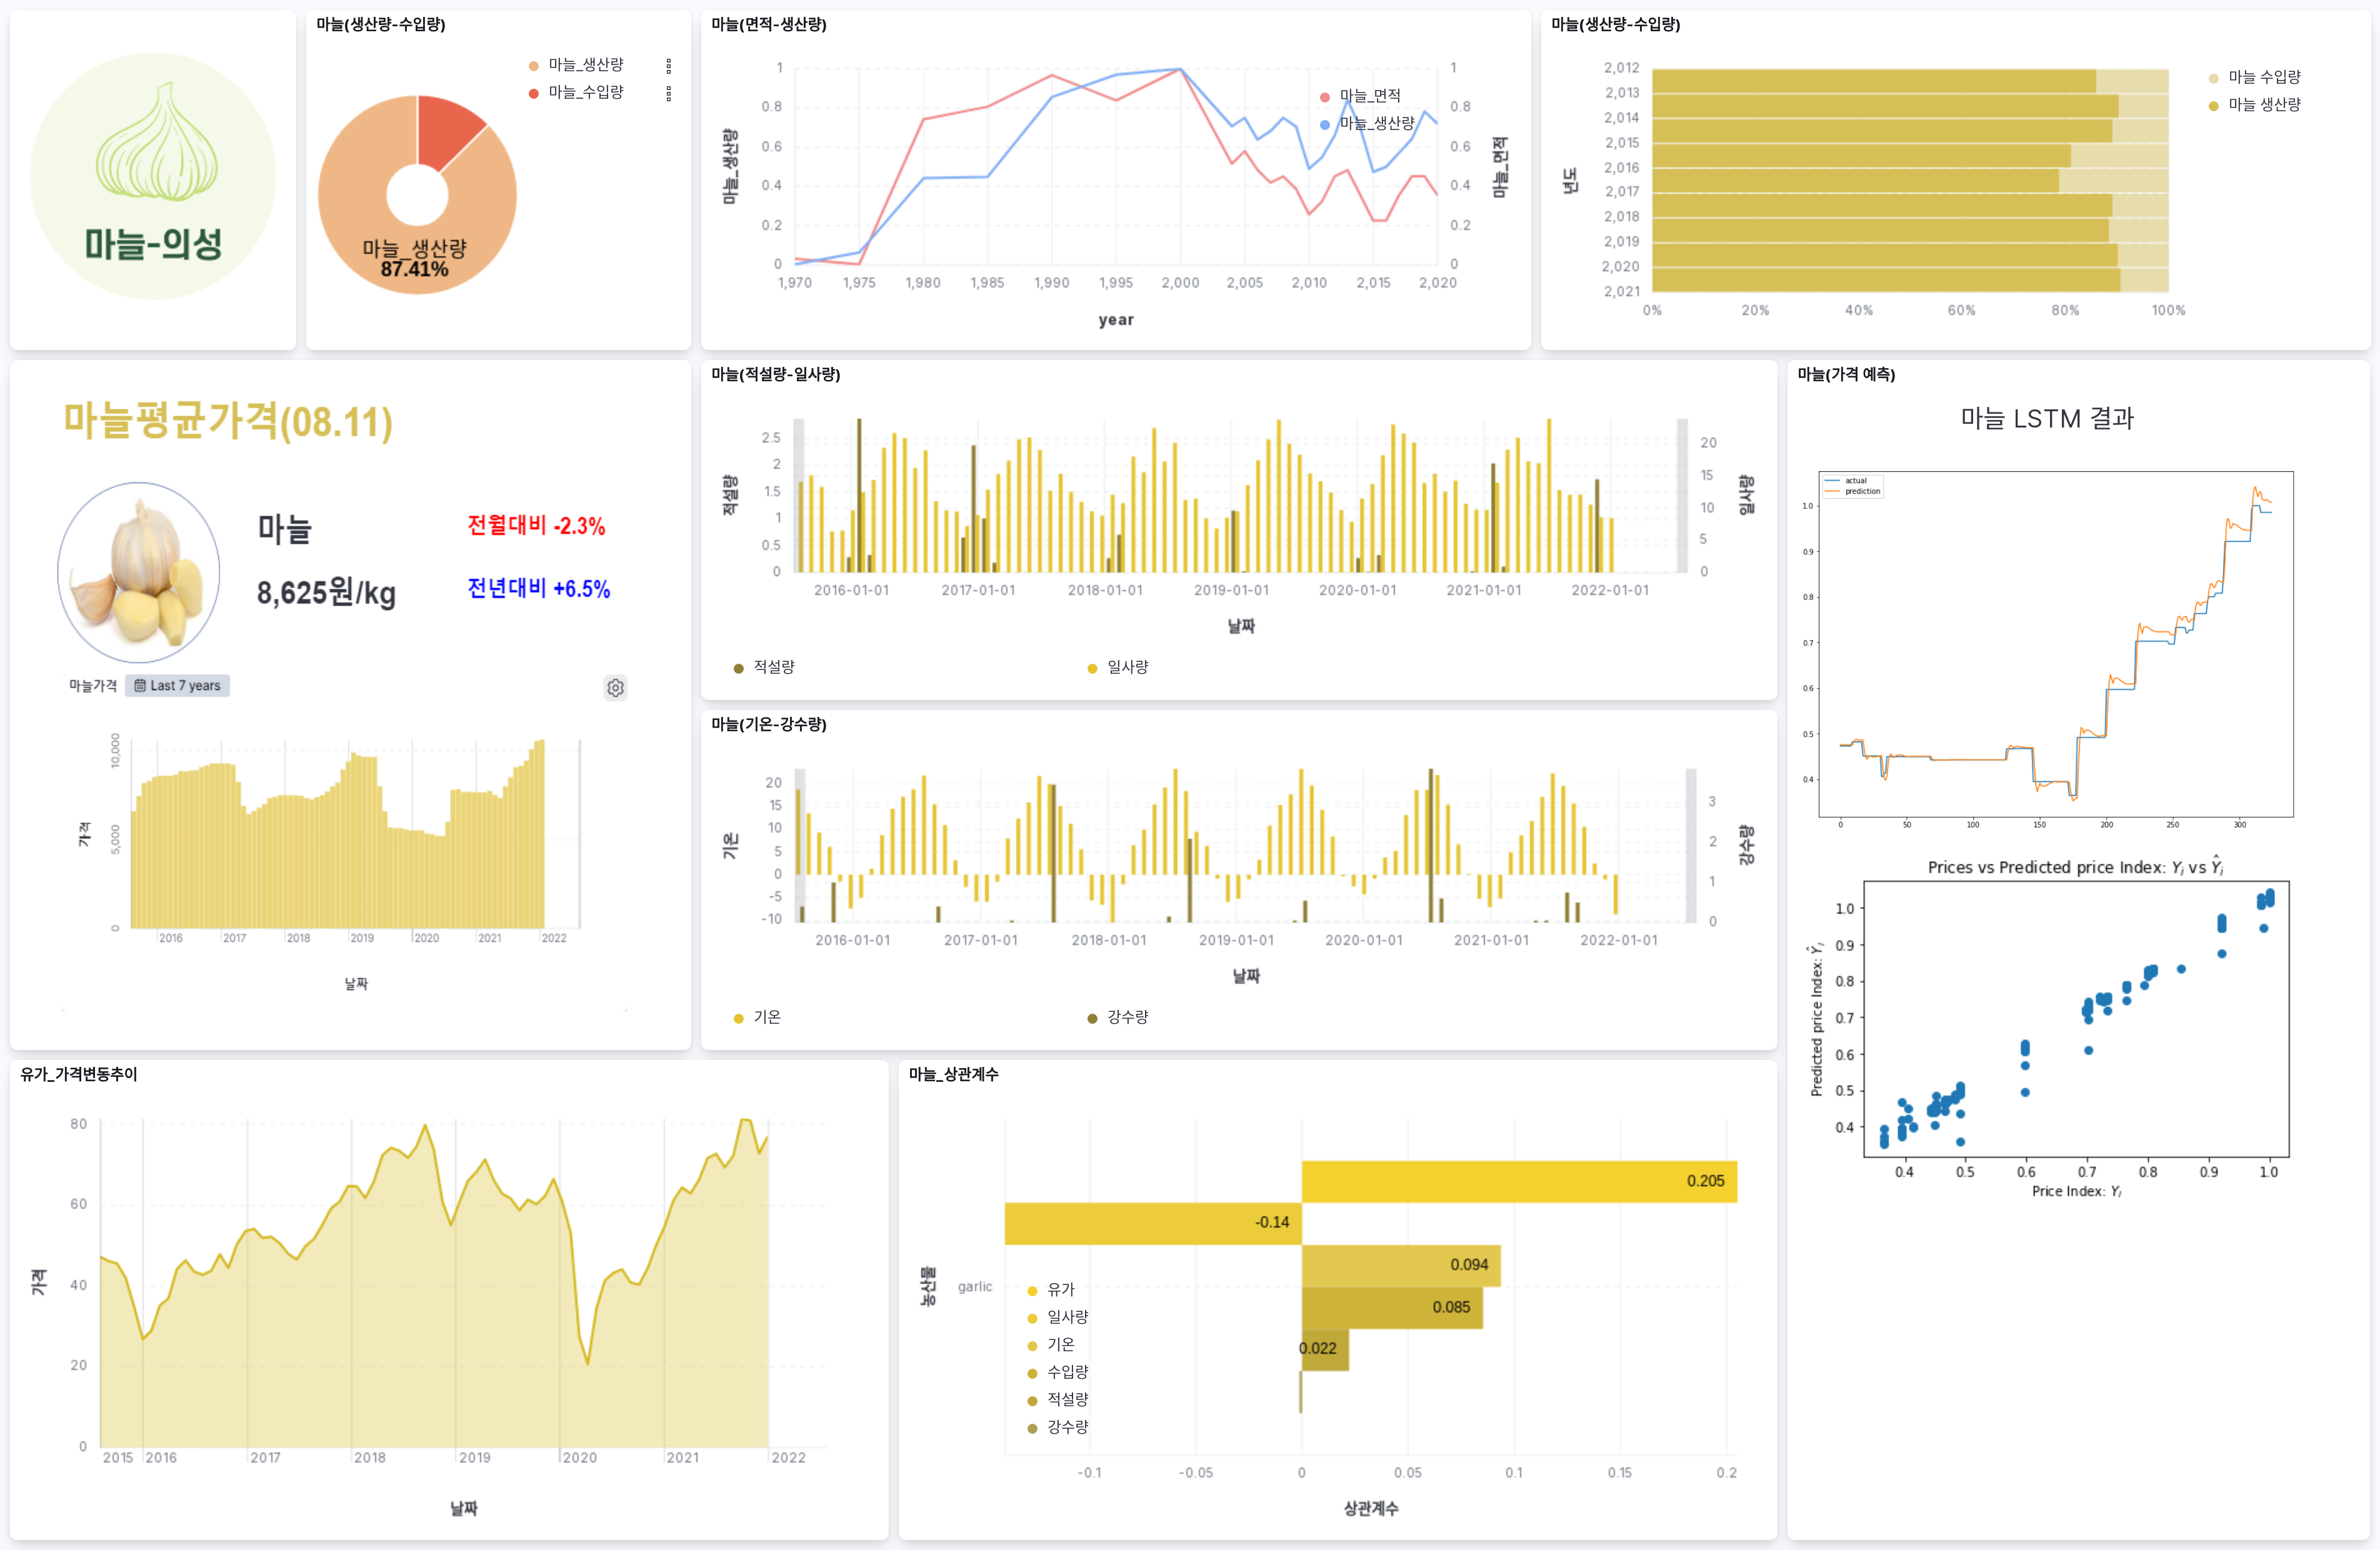 마늘-의성
마늘(생산량-수입량)
마늘_생산량
마늘_수입량
마늘_생산량
87.41%
마늘(면적-생산량)
마늘_면적
마늘_생산량
마늘_생산량
마늘_면적
1
0.8
0.6
0.4
0.2
0
1
0.8
0.6
0.4
0.2
0
1,970 1,975 1,980 1,985 1,990 1,995 2,000 2,005 2,010 2,015 2,020
year
마늘(생산량-수입량)
마늘 수입량
마늘 생산량
년도
2,012
2,013
2,014
2,015
2,016
2,017
2,018
2,019
2,020
2,021
0% 20% 40% 60% 80% 100%
마늘평균가격(08.11)
마늘
전월대비 -2.3%
8,625원/kg
전년대비 +6.5%
마늘가격 Last 7 years
가격
10,000
5,000
0
2016 2017 2018 2019 2020 2021 2022
날짜
마늘(적설량-일사량)
적설량
일사량
2.5
2
1.5
1
0.5
0
20
15
10
5
0
2016-01-01 2017-01-01 2018-01-01 2019-01-01 2020-01-01 2021-01-01 2022-01-01
날짜
적설량 일사량
마늘(기온-강수량)
기온
강수량
20
15
10
5
0
-5
-10
3
2
1
0
2016-01-01 2017-01-01 2018-01-01 2019-01-01 2020-01-01 2021-01-01 2022-01-01
날짜
기온 강수량
마늘(가격 예측)
마늘 LSTM 결과
actual
prediction
1.0
0.9
0.8
0.7
0.6
0.5
0.4
0 50 100 150 200 250 300
Prices vs Predicted price Index: Yᵢ vs Ŷᵢ
Predicted price Index: Ŷᵢ
1.0
0.9
0.8
0.7
0.6
0.5
0.4
0.4 0.5 0.6 0.7 0.8 0.9 1.0
Price Index: Yᵢ
유가_가격변동추이
가격
80
60
40
20
0
2015 2016 2017 2018 2019 2020 2021 2022
날짜
마늘_상관계수
농산물
garlic
0.205
-0.14
0.094
0.085
0.022
유가
일사량
기온
수입량
적설량
강수량
-0.1 -0.05 0 0.05 0.1 0.15 0.2
상관계수